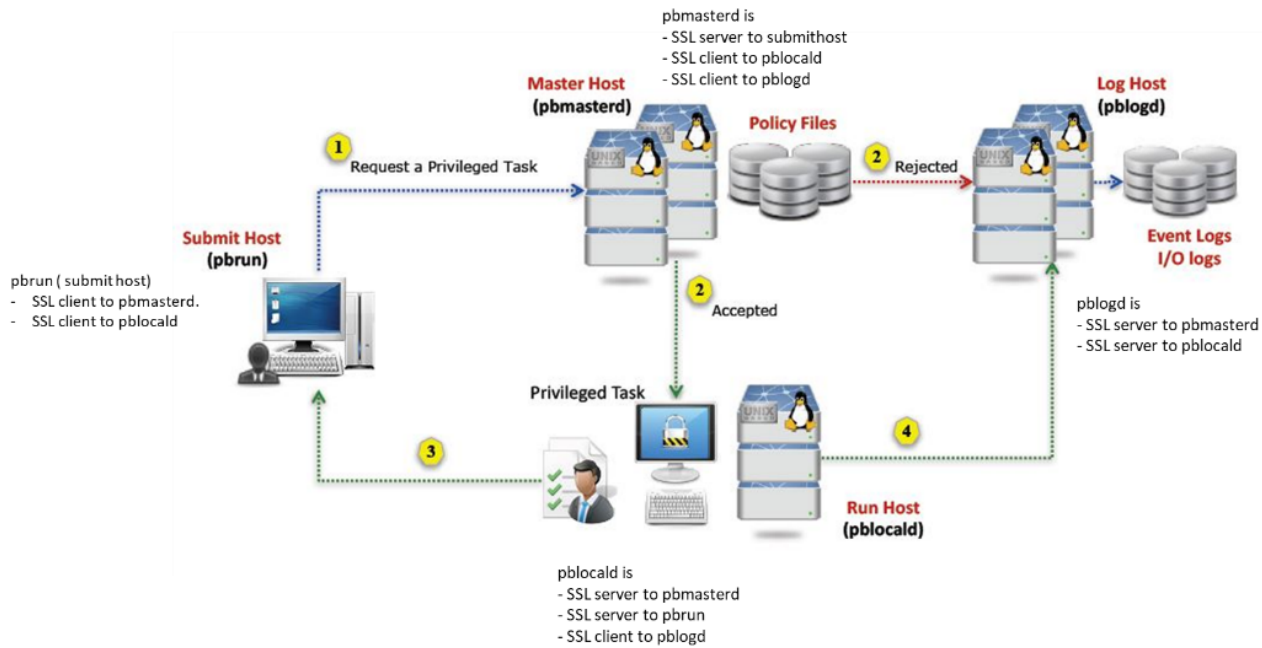 pbmasterd is
- SSL server to submithost
- SSL client to pblocald
- SSL client to pblogd
Master Host
(pbmasterd)
Log Host
(pblogd)
Policy Files
1
Request a Privileged Task
2
Rejected
UNIX
UNIX
Submit Host
(pbrun)
Event Logs
I/O logs
pbrun ( submit host)
- SSL client to pbmasterd.
- SSL client to pblocald
2
Accepted
pblogd is
- SSL server to pbmasterd
- SSL server to pblocald
Privileged Task
UNIX
3
4
Run Host
(pblocald)
pblocald is
- SSL server to pbmasterd
- SSL server to pbrun
- SSL client to pblogd